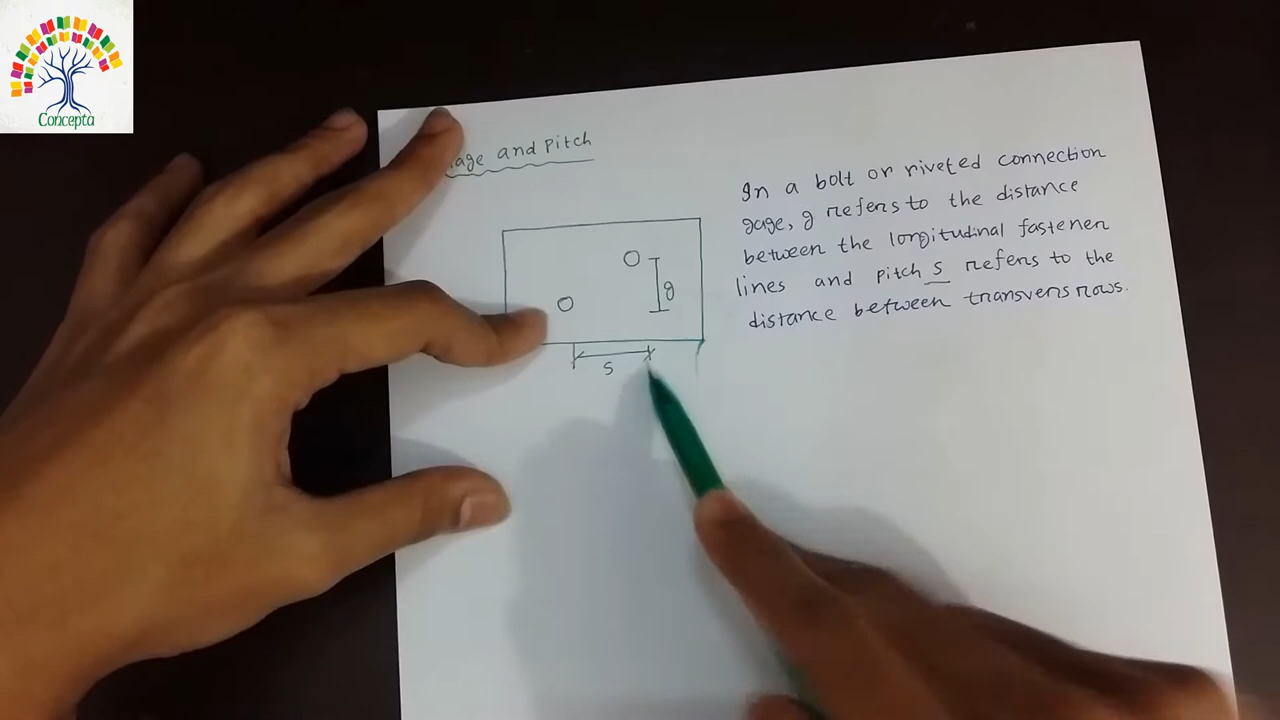 Concepta
and Pitch
In a bolt or riveted connection
gage, g refers to the distance
between the longitudinal fastener
lines and pitch s refers to the
distance between transvers rows.
g
s